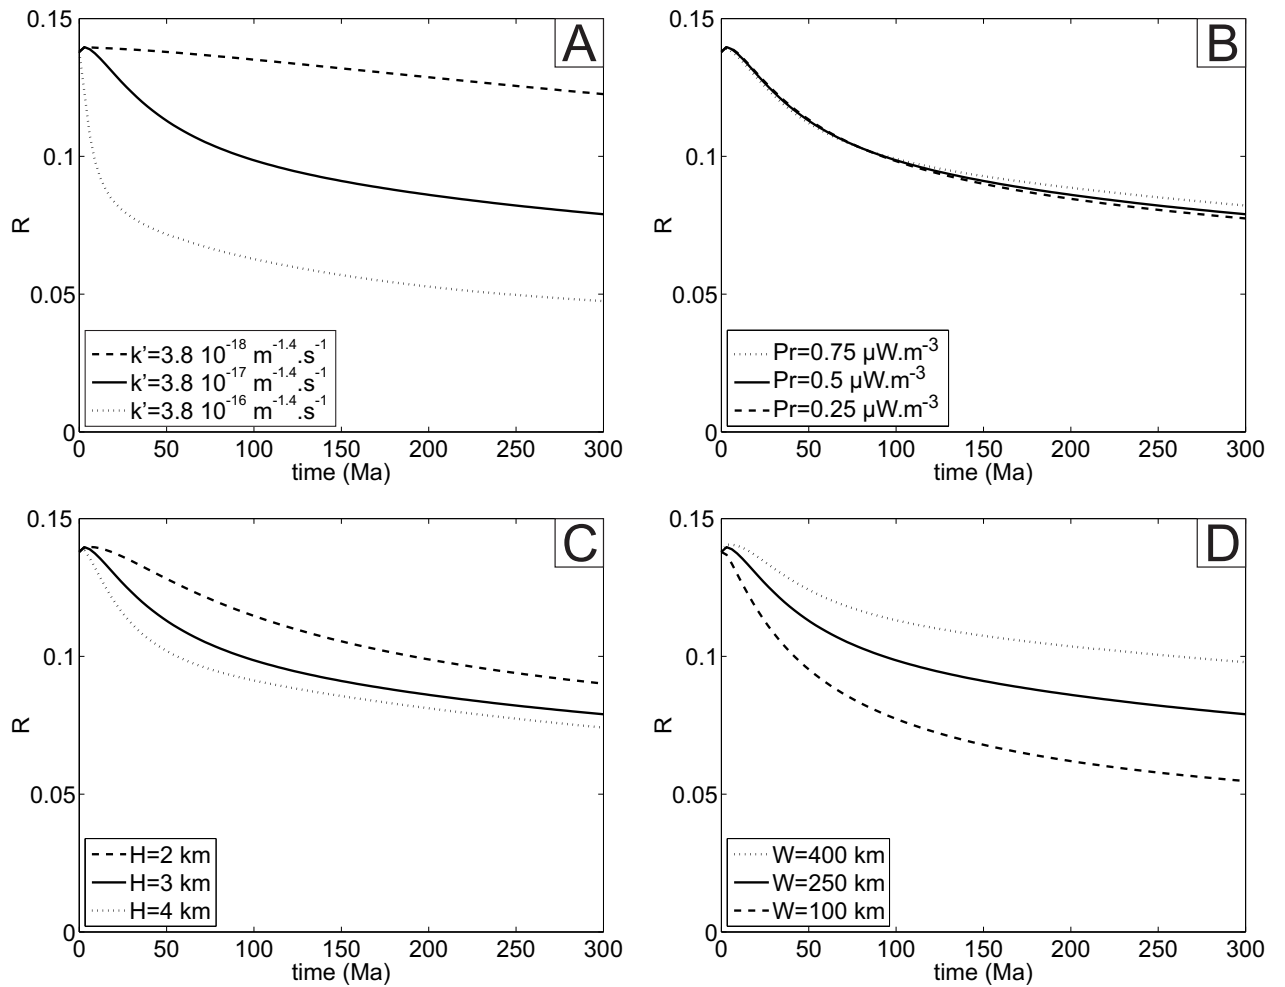 A
0.15
0.1
0.05
0
R
k'=3.8 10^-18 m^-1.4.s^-1
k'=3.8 10^-17 m^-1.4.s^-1
k'=3.8 10^-16 m^-1.4.s^-1
0 50 100 150 200 250 300
time (Ma)
B
0.15
0.1
0.05
0
R
Pr=0.75 µW.m^-3
Pr=0.5 µW.m^-3
Pr=0.25 µW.m^-3
0 50 100 150 200 250 300
time (Ma)
C
0.15
0.1
0.05
0
R
H=2 km
H=3 km
H=4 km
0 50 100 150 200 250 300
time (Ma)
D
0.15
0.1
0.05
0
R
W=400 km
W=250 km
W=100 km
0 50 100 150 200 250 300
time (Ma)